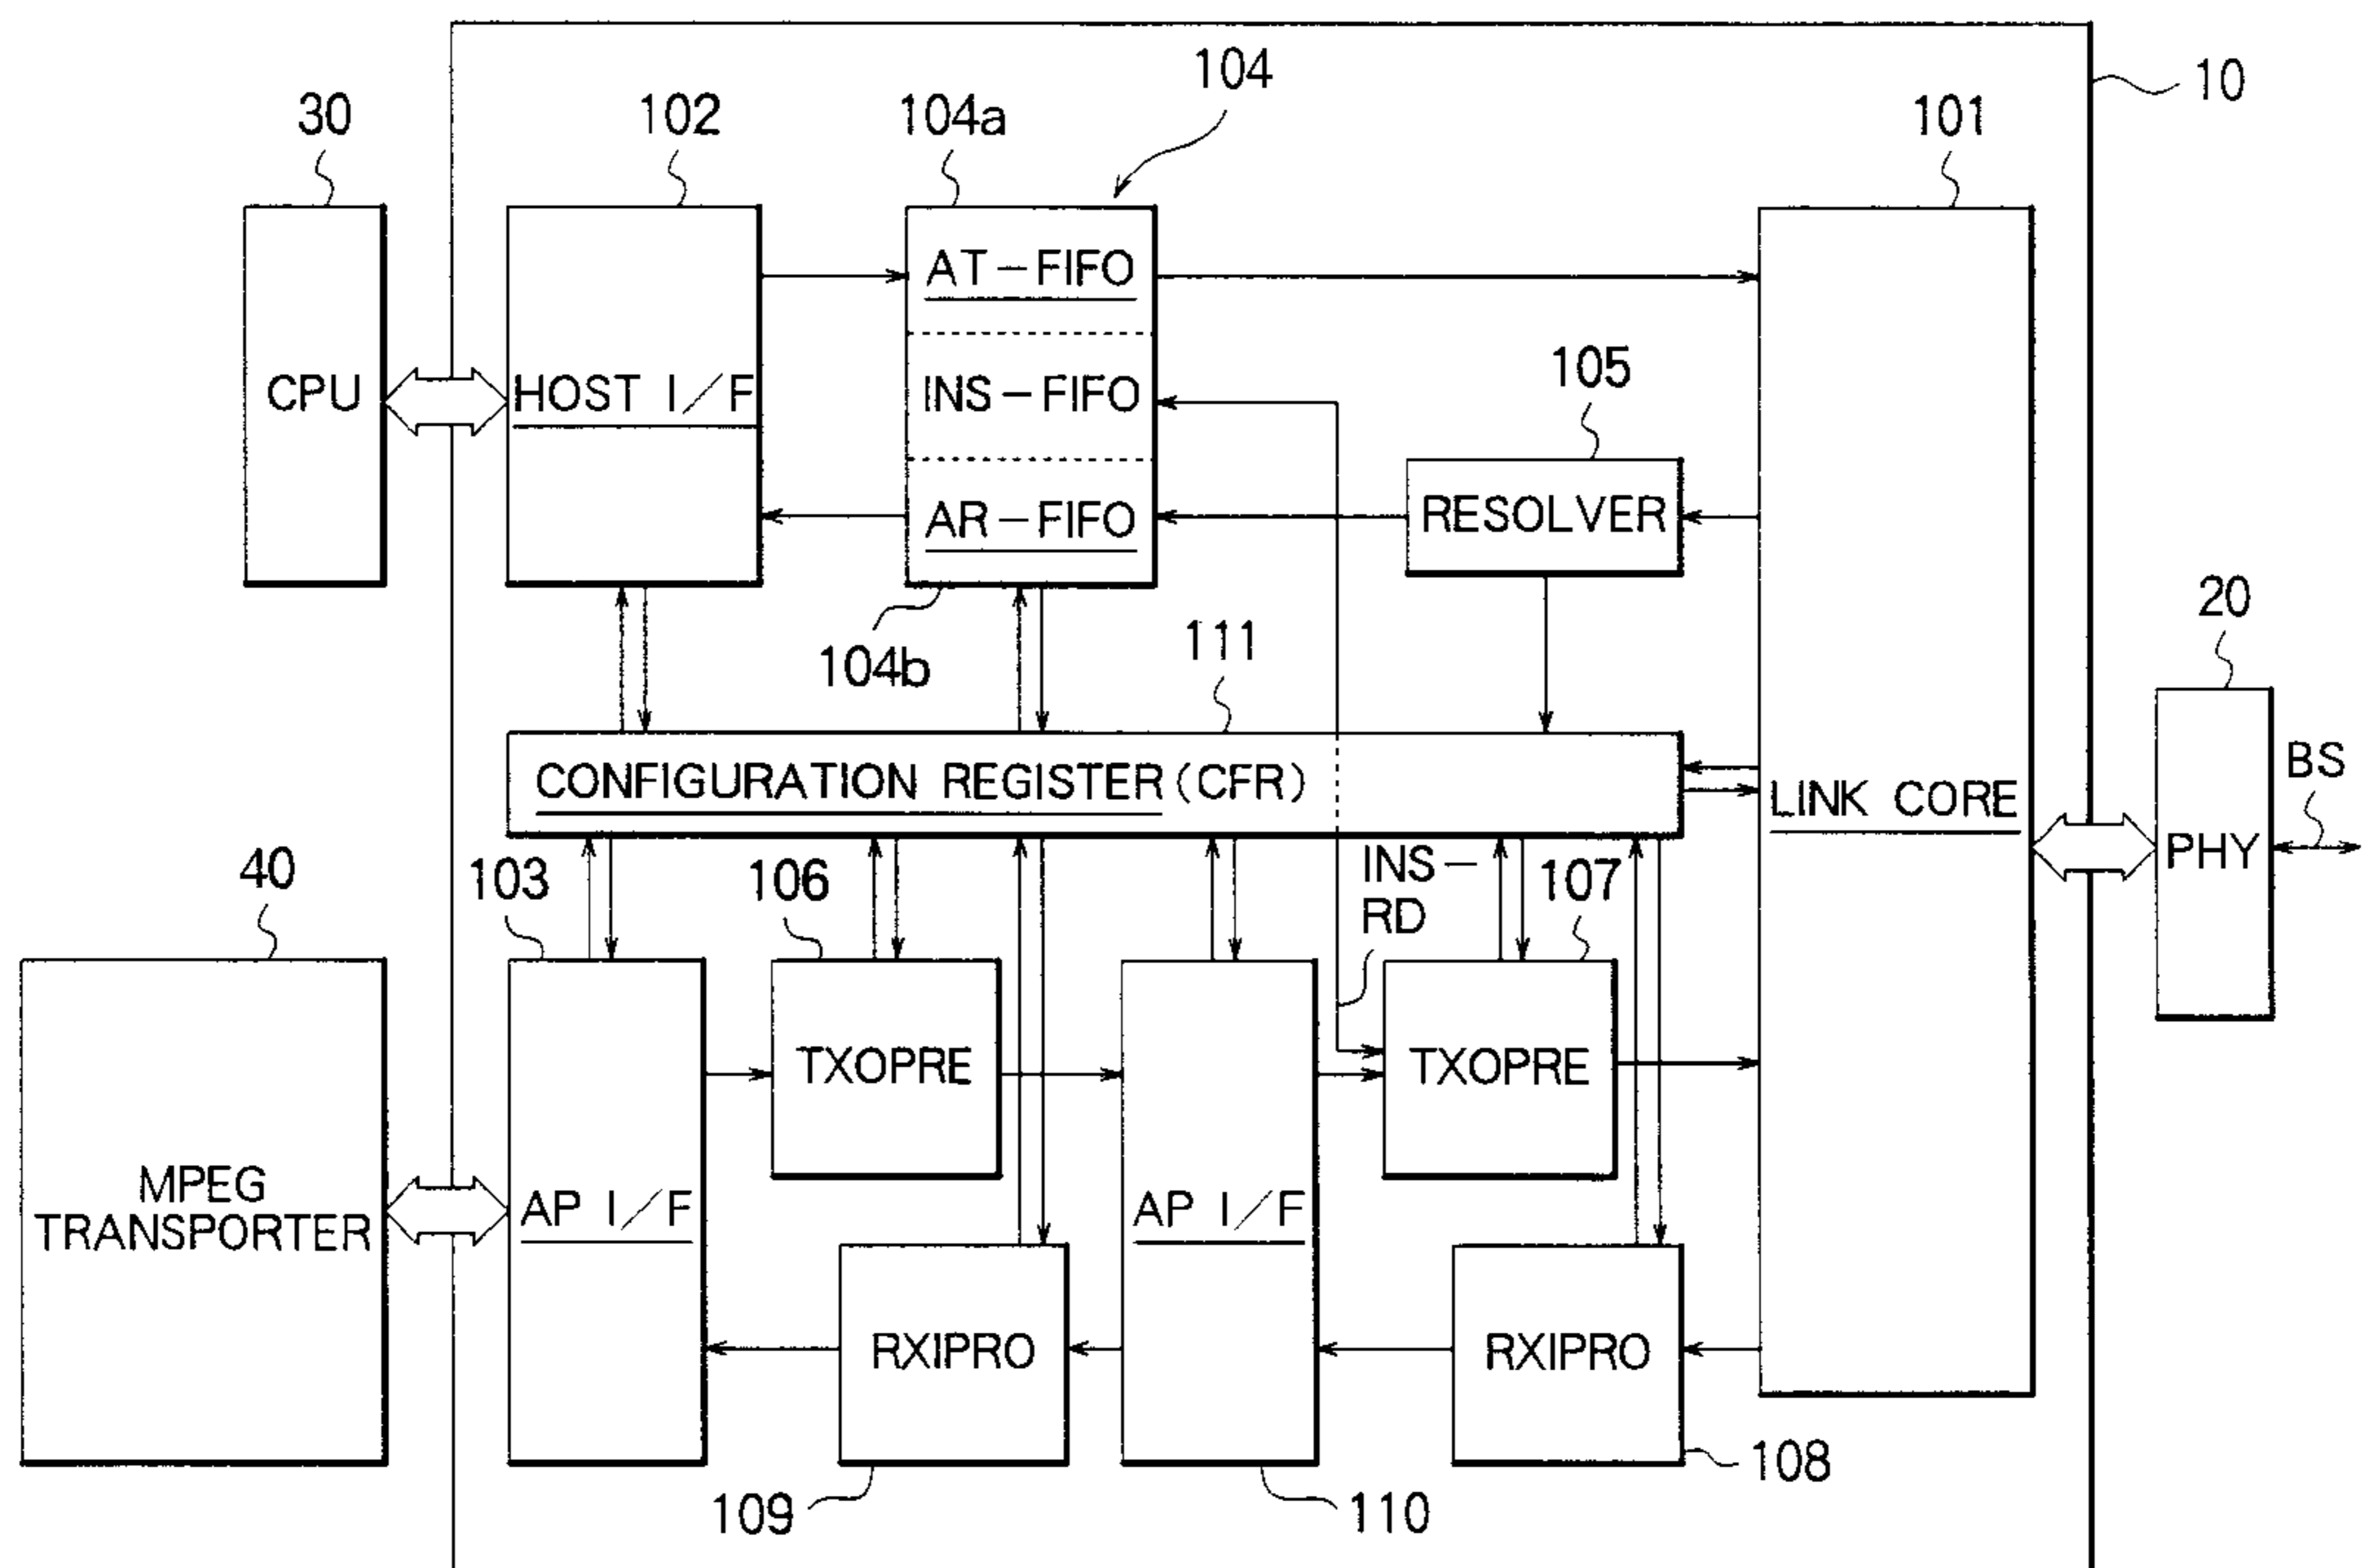 104
10
30
102
104a
101
AT-FIFO
105
CPU
HOST I/F
INS-FIFO
AR-FIFO
RESOLVER
20
104b
111
BS
CONFIGURATION REGISTER (CFR)
LINK CORE
PHY
40
103
106
INS-
RD
107
TXOPRE
TXOPRE
MPEG
TRANSPORTER
AP I/F
AP I/F
RXIPRO
RXIPRO
109
110
108